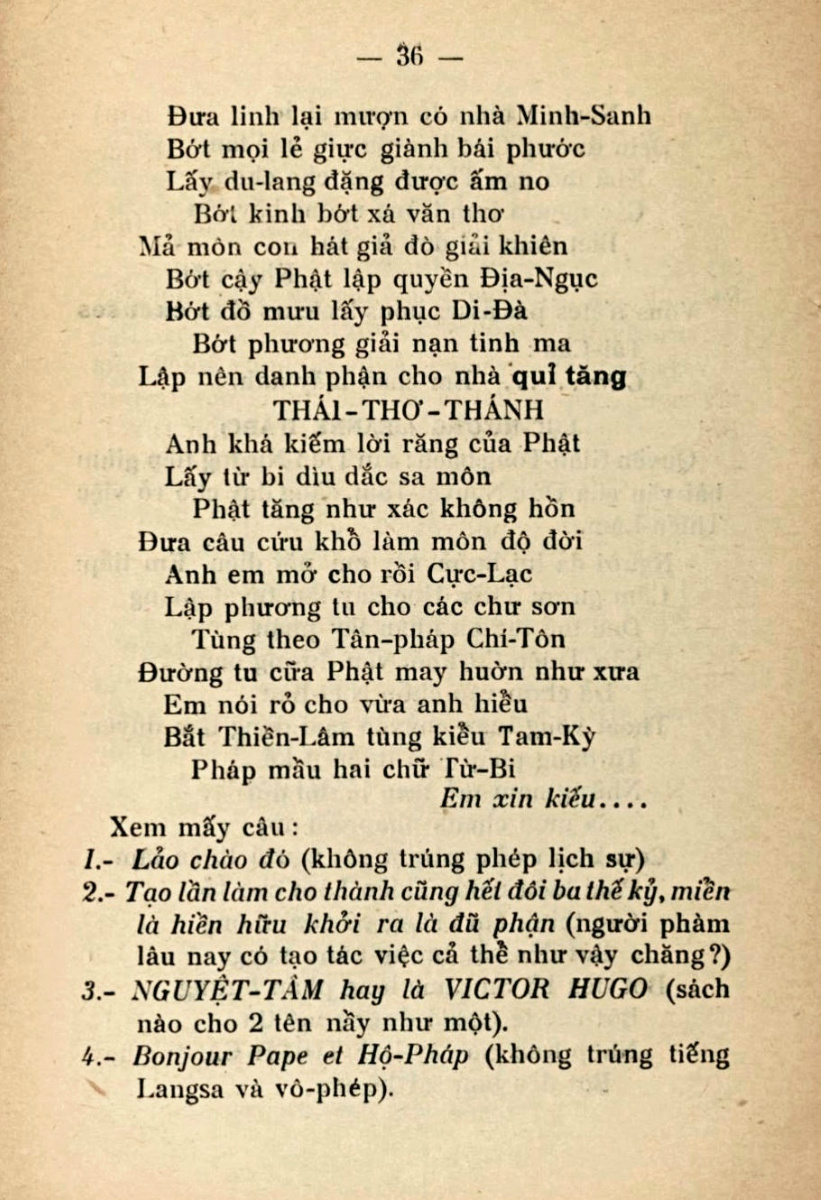 — 36 —
Đưa linh lại mượn có nhà Minh-Sanh
Bớt mọi lẻ giực giành bái phước
Lấy du-lang đặng được ấm no
Bớt kinh bớt xá văn thơ
Mả mòn con hát giả đò giải khiên
Bớt cậy Phật lập quyền Địa-Ngục
Bớt đồ mưu lấy phục Di-Đà
Bớt phương giải nạn tinh ma
Lập nên danh phận cho nhà quỉ tăng
THÁI-THƠ-THÁNH
Anh khá kiếm lời răng của Phật
Lấy từ bi dìu dắc sa môn
Phật tăng như xác không hồn
Đưa câu cứu khổ làm môn độ đời
Anh em mở cho rồi Cực-Lạc
Lập phương tu cho các chư sơn
Tùng theo Tân-pháp Chí-Tôn
Đường tu cữa Phật may huờn như xưa
Em nói rỏ cho vừa anh hiểu
Bắt Thiền-Lâm tùng kiểu Tam-Kỳ
Pháp mầu hai chữ Từ-Bi
Em xin kiếu....
Xem mấy câu :
1.- Lảo chào đó (không trúng phép lịch sự)
2.- Tạo lần làm cho thành cũng hết đôi ba thế kỷ, miền
là hiền hữu khởi ra là đũ phận (người phàm
lâu nay có tạo tác việc cả thể như vậy chăng?)
3.- NGUYỆT-TÂM hay là VICTOR HUGO (sách
nào cho 2 tên nầy như một).
4.- Bonjour Pape et Hộ-Pháp (không trúng tiếng
Langsa và vô-phép).